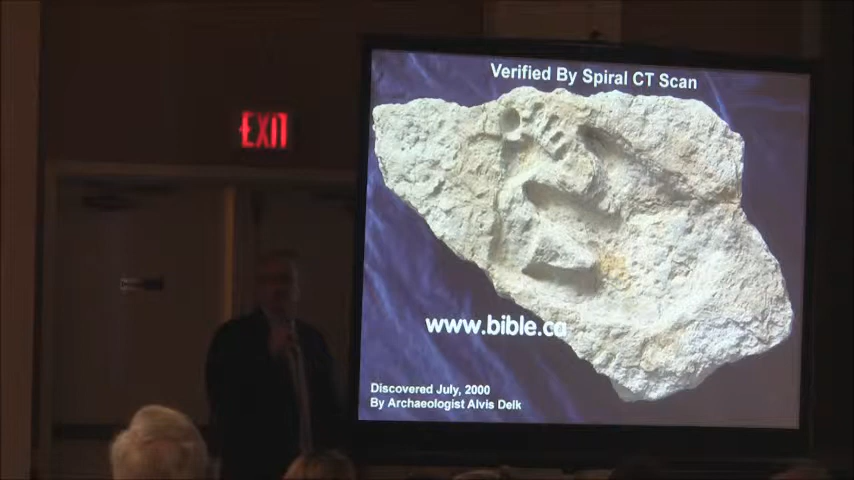 Verified By Spiral CT Scan
EXIT
www.bible.ca
Discovered July, 2000
By Archaeologist Alvis Delk